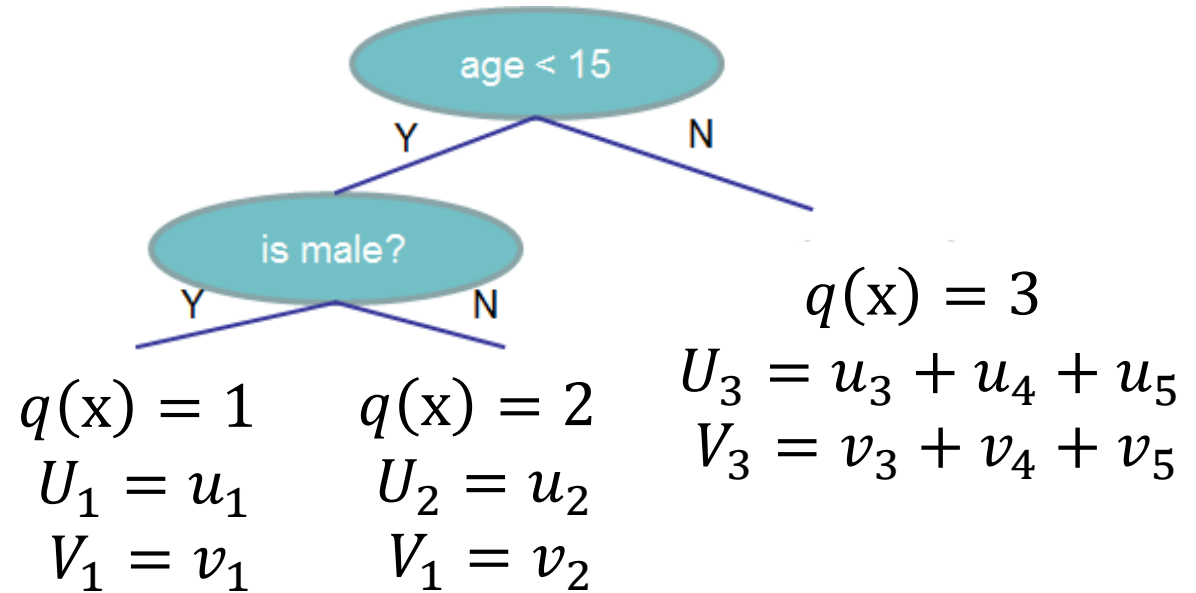 age < 15
Y
N
is male?
Y
N
q(x) = 1
U₁ = u₁
V₁ = v₁
q(x) = 2
U₂ = u₂
V₁ = v₂
q(x) = 3
U₃ = u₃ + u₄ + u₅
V₃ = v₃ + v₄ + v₅